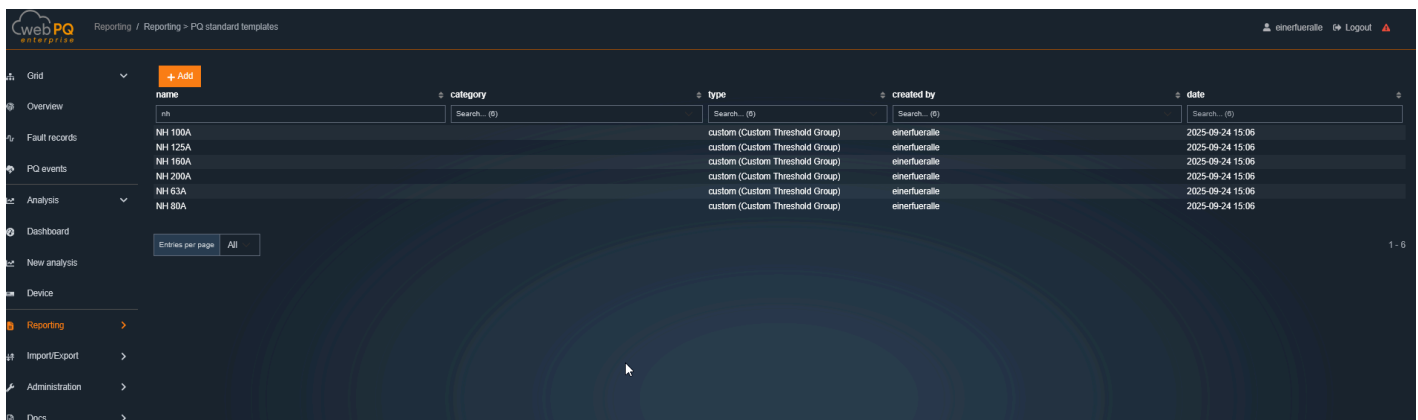 web PQ
enterprise
Reporting / Reporting > PQ standard templates
einerfueralle Logout
Grid
Overview
Fault records
PQ events
Analysis
Dashboard
New analysis
Device
Reporting
Import/Export
Administration
Docs
+ Add
name category type created by date
nh Search... (6) Search... (6) Search... (6) Search... (6)
NH 100A custom (Custom Threshold Group) einerfueralle 2025-09-24 15:06
NH 125A custom (Custom Threshold Group) einerfueralle 2025-09-24 15:06
NH 160A custom (Custom Threshold Group) einerfueralle 2025-09-24 15:06
NH 200A custom (Custom Threshold Group) einerfueralle 2025-09-24 15:06
NH 63A custom (Custom Threshold Group) einerfueralle 2025-09-24 15:06
NH 80A custom (Custom Threshold Group) einerfueralle 2025-09-24 15:06
Entries per page All
1 - 6